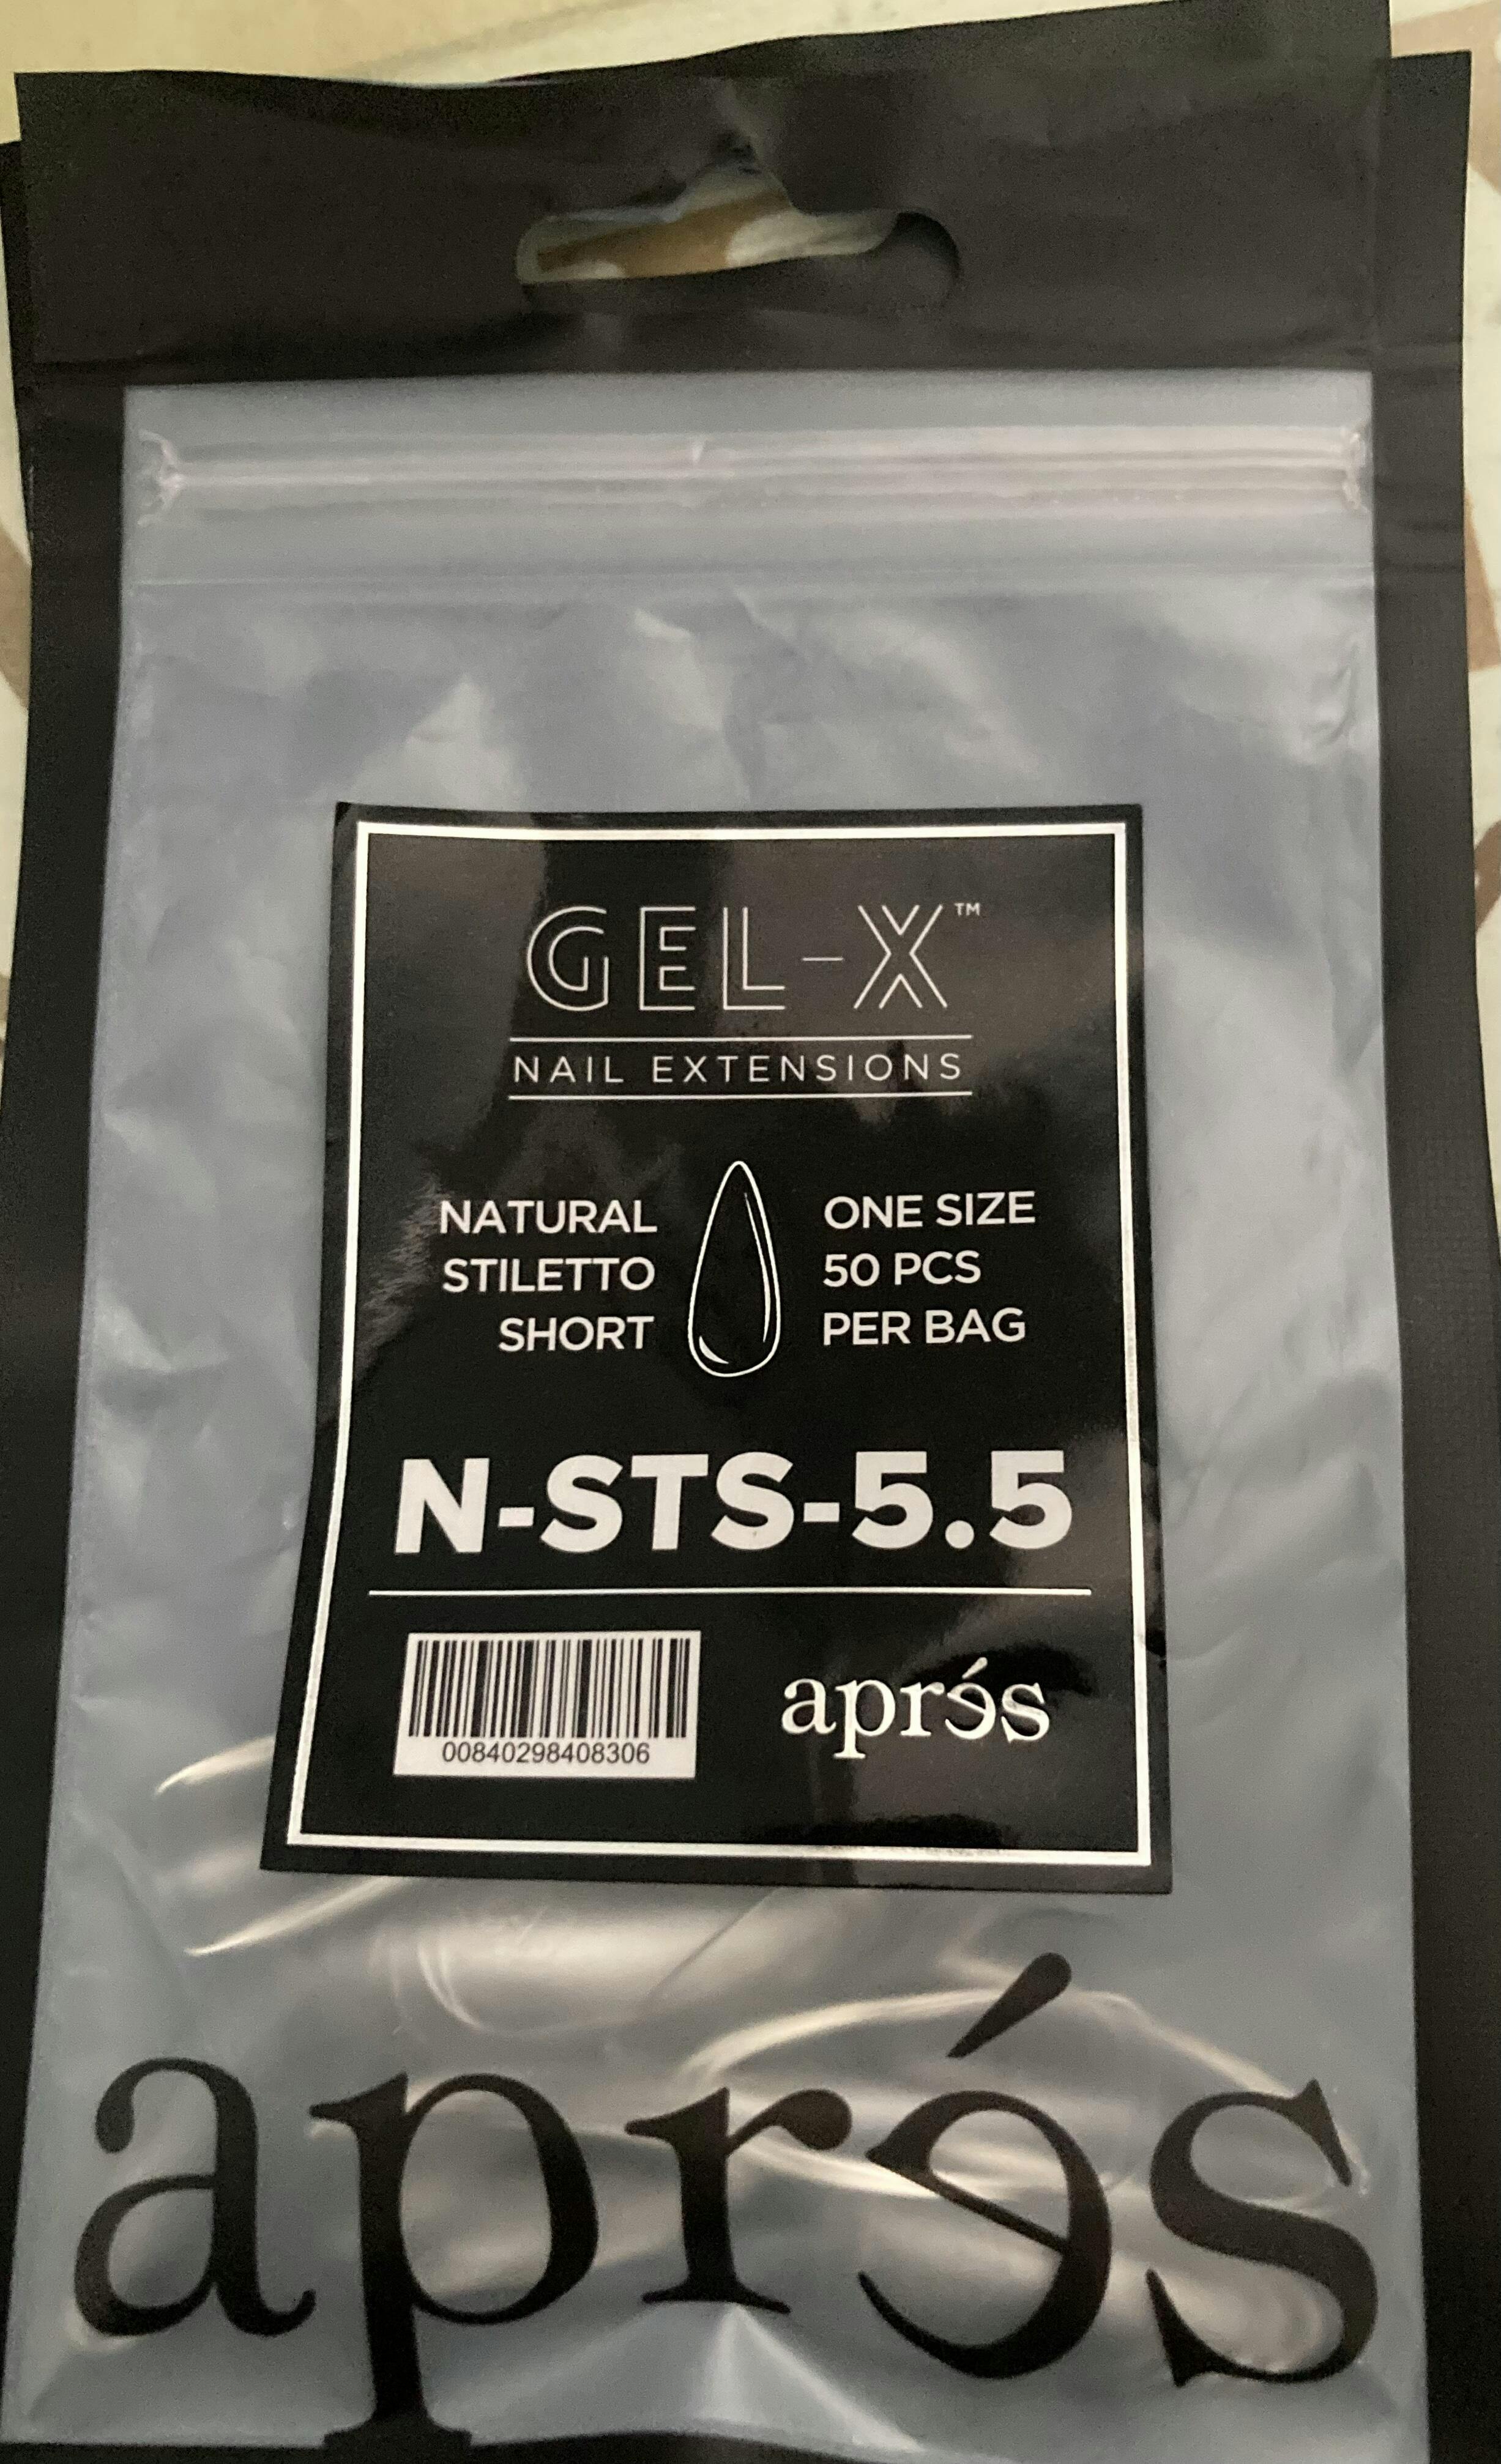 GEL-X™
NAIL EXTENSIONS
NATURAL
STILETTO
SHORT
ONE SIZE
50 PCS
PER BAG
N-STS-5.5
00840298408306
aprés
aprés